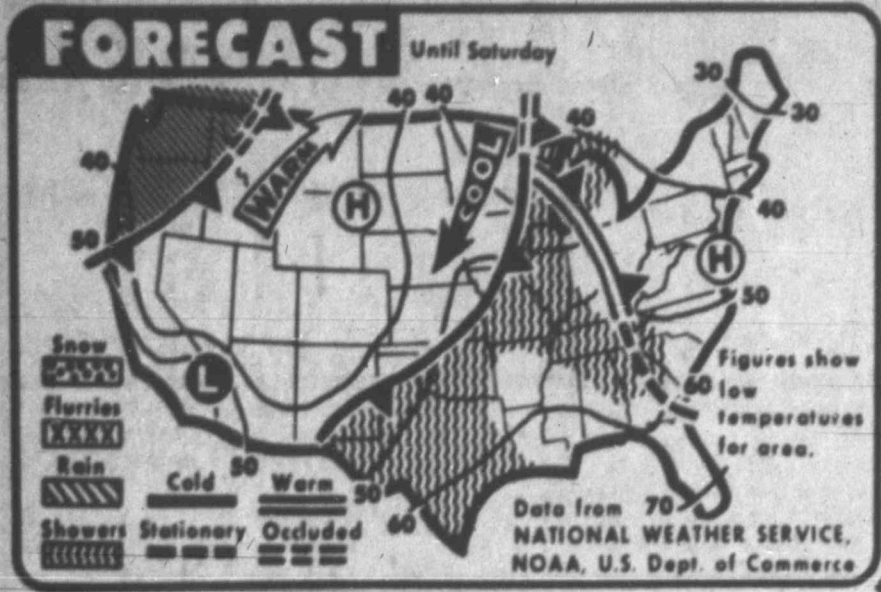 FORECAST
Until Saturday
30
30
40 40
40
40
WARM
COOL
H
40
50
H
50
L
Snow
Flurries
Rain
Showers
50
Cold
Warm
Stationary
Occluded
50
60
60
Figures show
low
temperatures
for area.
70
Data from
NATIONAL WEATHER SERVICE,
NOAA, U.S. Dept. of Commerce